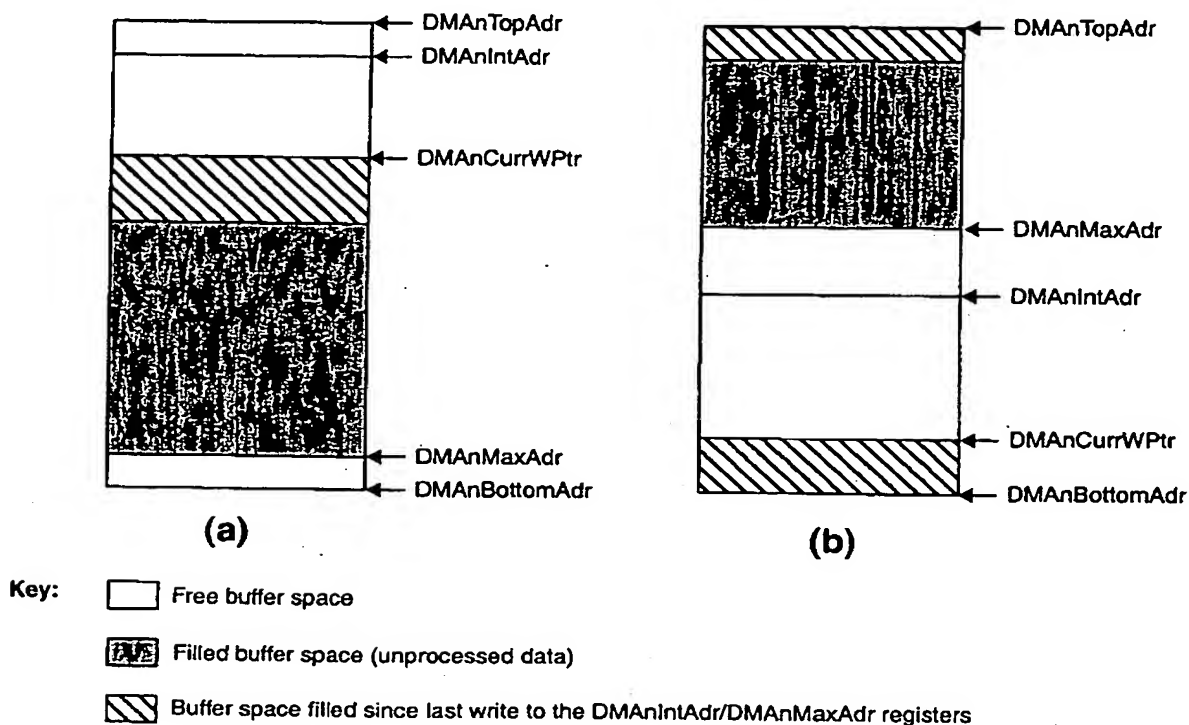 DMAnTopAdr
DMAnIntAdr
DMAnCurrWPtr
DMAnMaxAdr
DMAnBottomAdr
(a)
DMAnTopAdr
DMAnMaxAdr
DMAnIntAdr
DMAnCurrWPtr
DMAnBottomAdr
(b)
Key:
Free buffer space
Filled buffer space (unprocessed data)
Buffer space filled since last write to the DMAnIntAdr/DMAnMaxAdr registers